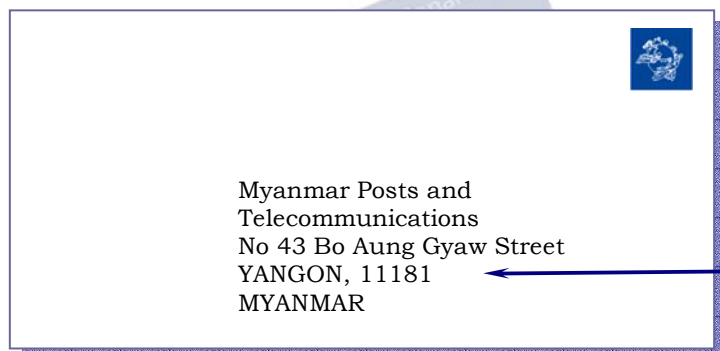 Myanmar Posts and
Telecommunications
No 43 Bo Aung Gyaw Street
YANGON, 11181
MYANMAR